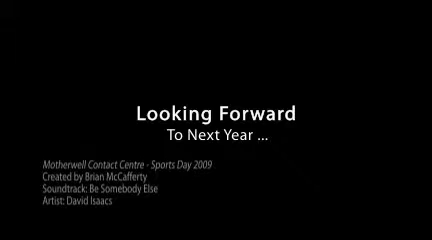 Looking Forward
To Next Year ...
Motherwell Contact Centre - Sports Day 2009
Created by Brian McCafferty
Soundtrack: Be Somebody Else
Artist: David Isaacs